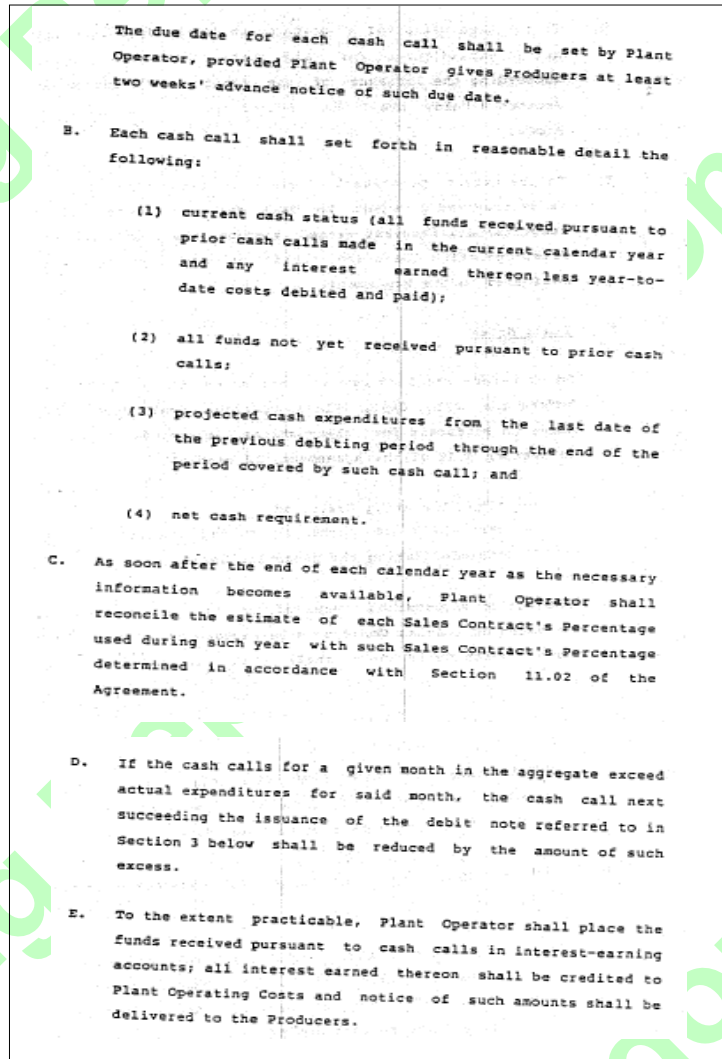 The due date for each cash call shall be set by Plant
Operator, provided Plant Operator gives Producers at least
two weeks' advance notice of such due date.
B. Each cash call shall set forth in reasonable detail the
following:
(1) current cash status (all funds received pursuant to
prior cash calls made in the current calendar year
and any interest earned thereon less year-to-
date costs debited and paid);
(2) all funds not yet received pursuant to prior cash
calls;
(3) projected cash expenditures from the last date of
the previous debiting period through the end of the
period covered by such cash call; and
(4) net cash requirement.
C. As soon after the end of each calendar year as the necessary
information becomes available, Plant Operator shall
reconcile the estimate of each Sales Contract's Percentage
used during such year with such Sales Contract's Percentage
determined in accordance with Section 11.02 of the
Agreement.
D. If the cash calls for a given month in the aggregate exceed
actual expenditures for said month, the cash call next
succeeding the issuance of the debit note referred to in
Section 3 below shall be reduced by the amount of such
excess.
E. To the extent practicable, Plant Operator shall place the
funds received pursuant to cash calls in interest-earning
accounts; all interest earned thereon shall be credited to
Plant Operating Costs and notice of such amounts shall be
delivered to the Producers.